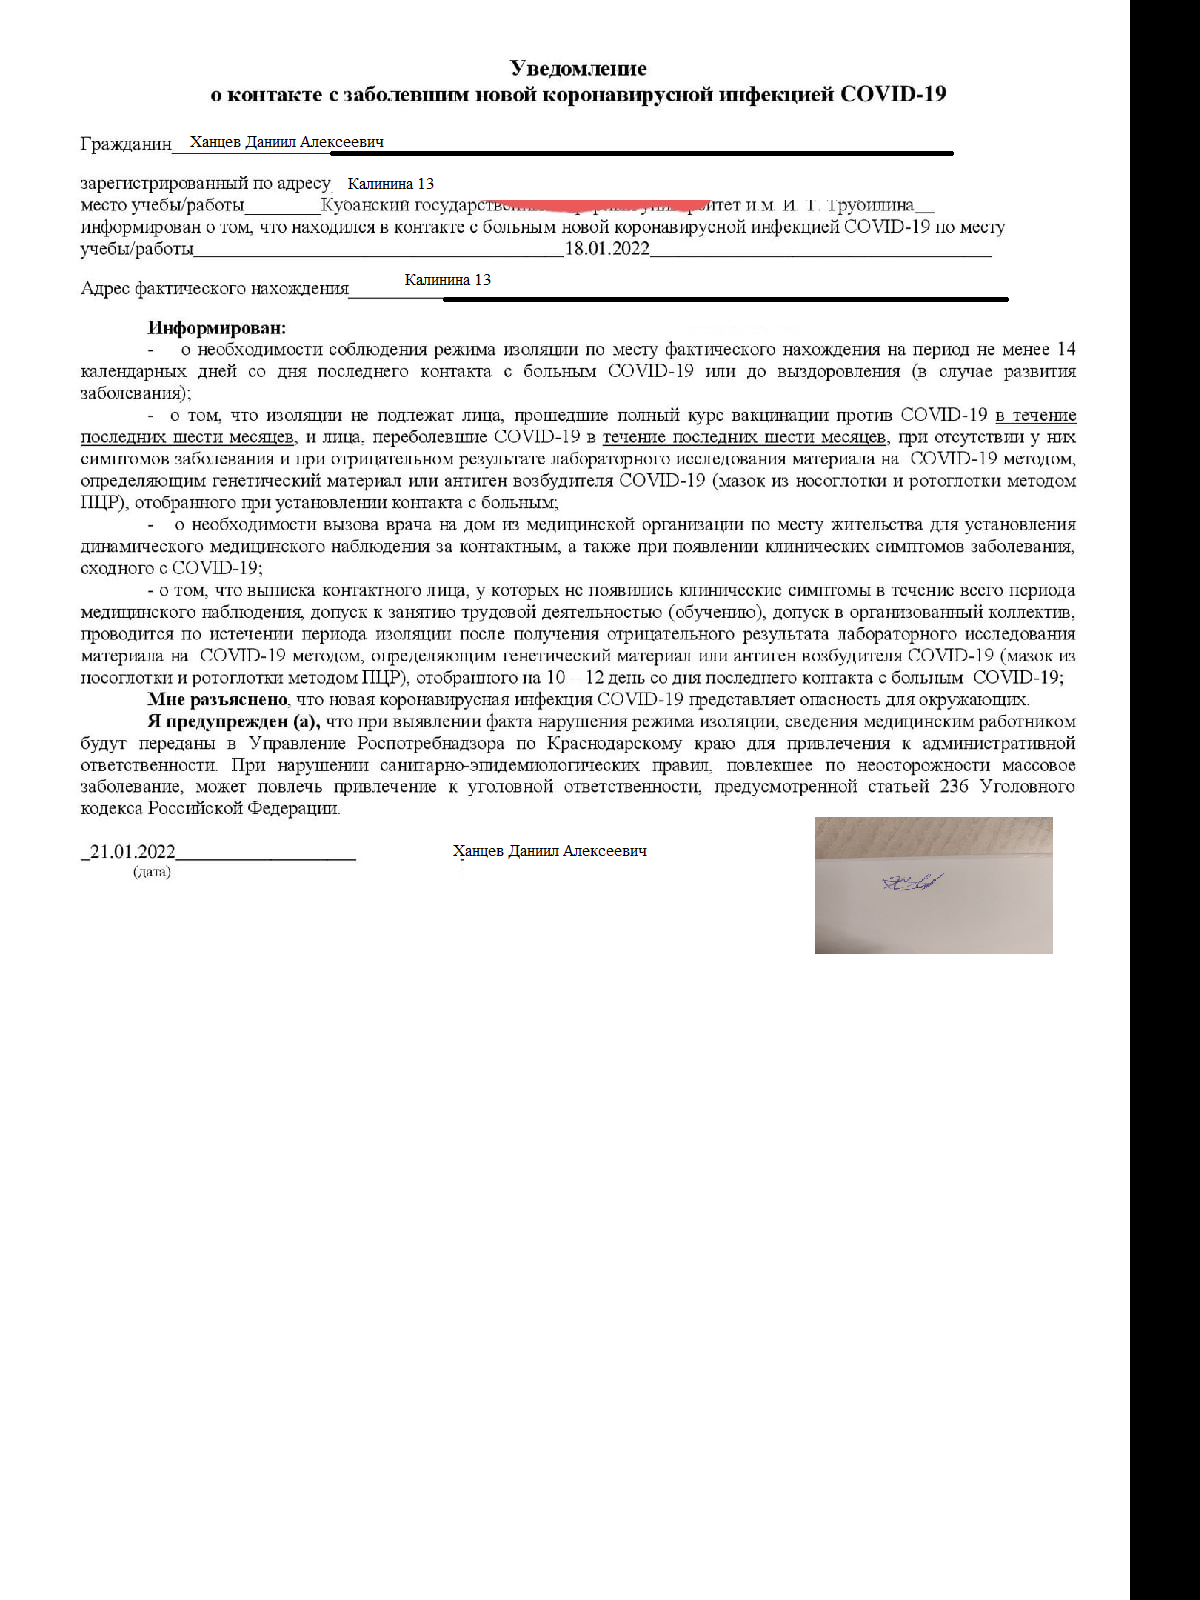 Уведомление
о контакте с заболевшим новой коронавирусной инфекцией COVID-19
Гражданин Ханцев Даниил Алексеевич
зарегистрированный по адресу Калинина 13
место учебы/работы________Кубанский государственный университет им. И. Т. Трубилина__
информирован о том, что находился в контакте с больным новой коронавирусной инфекцией COVID-19 по месту
учебы/работы 18.01.2022
Адрес фактического нахождения Калинина 13
Информирован:
- о необходимости соблюдения режима изоляции по месту фактического нахождения на период не менее 14
календарных дней со дня последнего контакта с больным COVID-19 или до выздоровления (в случае развития
заболевания);
- о том, что изоляции не подлежат лица, прошедшие полный курс вакцинации против COVID-19 в течение
последних шести месяцев, и лица, переболевшие COVID-19 в течение последних шести месяцев, при отсутствии у них
симптомов заболевания и при отрицательном результате лабораторного исследования материала на COVID-19 методом,
определяющим генетический материал или антиген возбудителя COVID-19 (мазок из носоглотки и ротоглотки методом
ПЦР), отобранного при установлении контакта с больным;
- о необходимости вызова врача на дом из медицинской организации по месту жительства для установления
динамического медицинского наблюдения за контактным, а также при появлении клинических симптомов заболевания,
сходного с COVID-19;
- о том, что выписка контактного лица, у которых не появились клинические симптомы в течение всего периода
медицинского наблюдения, допуск к занятию трудовой деятельностью (обучению), допуск в организованный коллектив,
проводится по истечении периода изоляции после получения отрицательного результата лабораторного исследования
материала на COVID-19 методом, определяющим генетический материал или антиген возбудителя COVID-19 (мазок из
носоглотки и ротоглотки методом ПЦР), отобранного на 10 – 12 день со дня последнего контакта с больным COVID-19;
Мне разъяснено, что новая коронавирусная инфекция COVID-19 представляет опасность для окружающих.
Я предупрежден (а), что при выявлении факта нарушения режима изоляции, сведения медицинским работником
будут переданы в Управление Роспотребнадзора по Краснодарскому краю для привлечения к административной
ответственности. При нарушении санитарно-эпидемиологических правил, повлекшее по неосторожности массовое
заболевание, может повлечь привлечение к уголовной ответственности, предусмотренной статьей 236 Уголовного
кодекса Российской Федерации.
_21.01.2022 Ханцев Даниил Алексеевич
(дата)